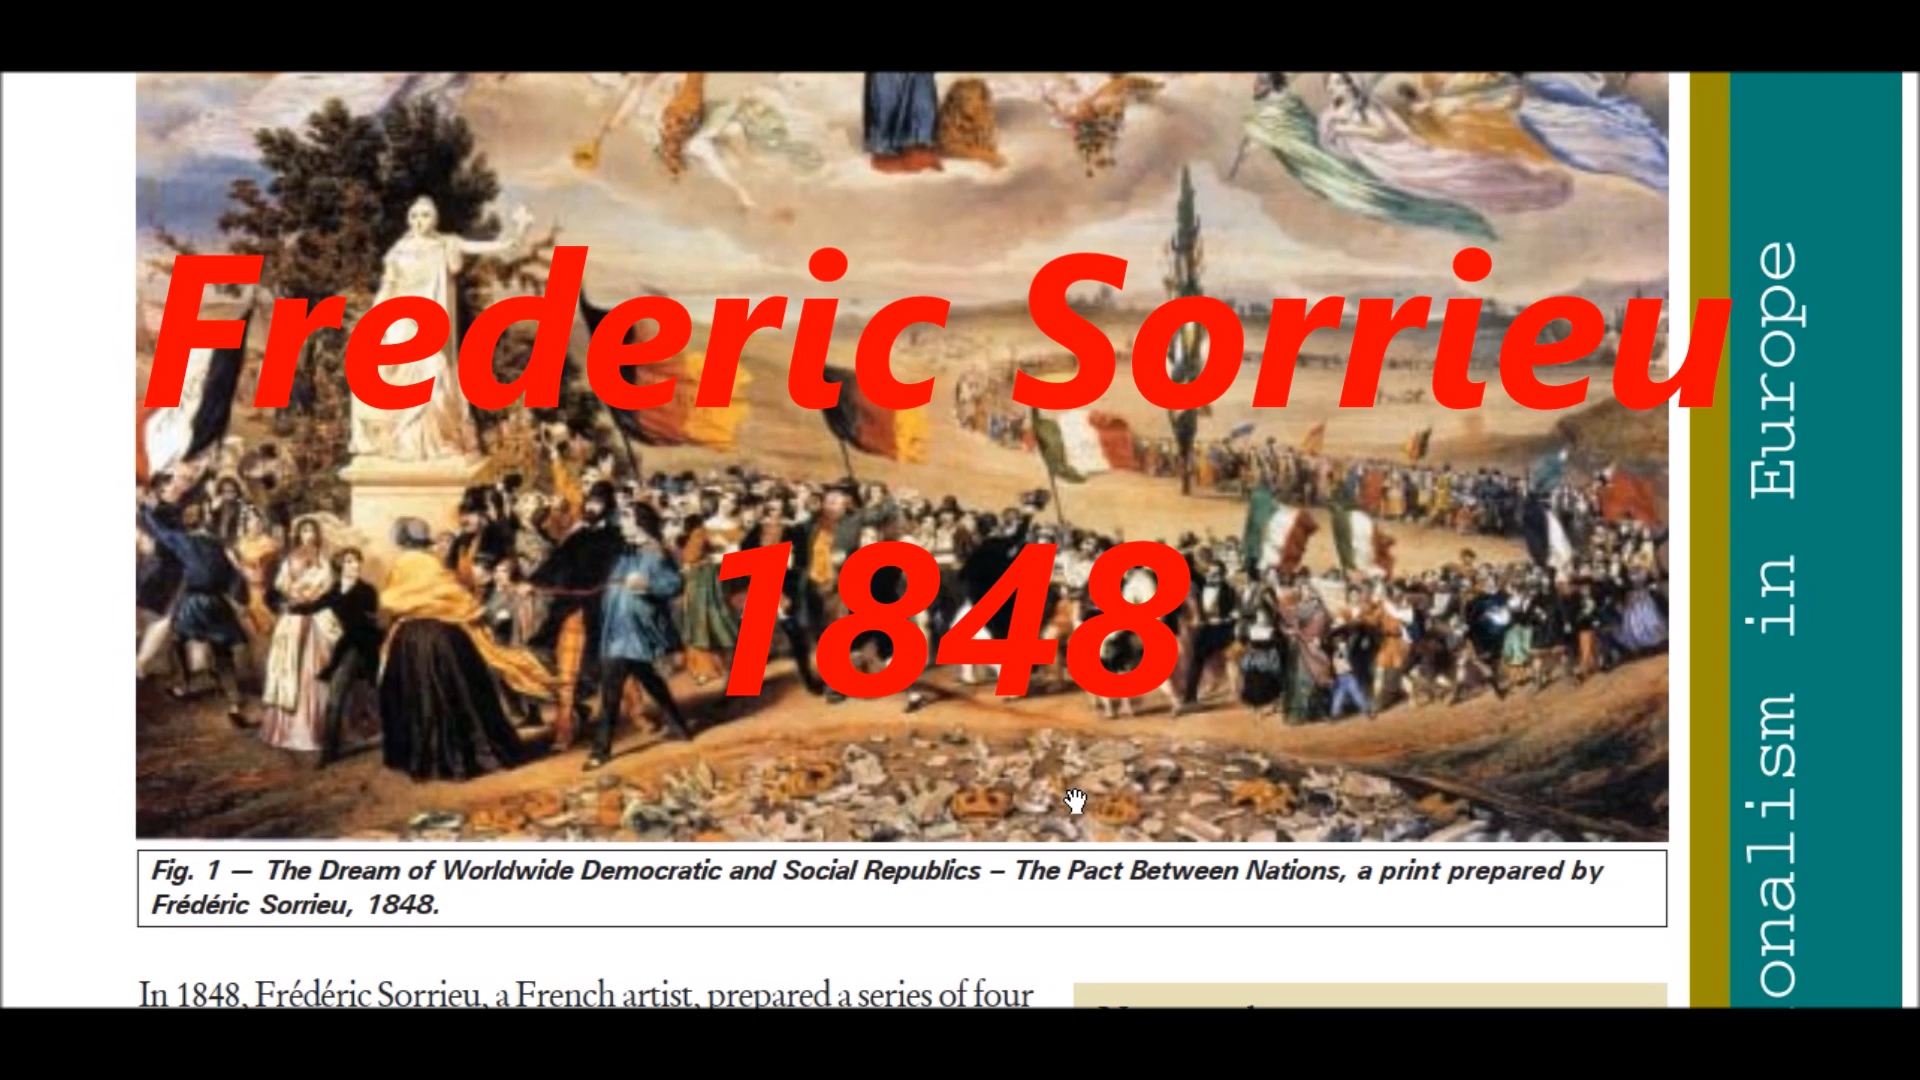 Frederic Sorrieu
1848
Fig. 1 — The Dream of Worldwide Democratic and Social Republics – The Pact Between Nations, a print prepared by
Frédéric Sorrieu, 1848.
In 1848, Frédéric Sorrieu, a French artist, prepared a series of four
onalism in Europe